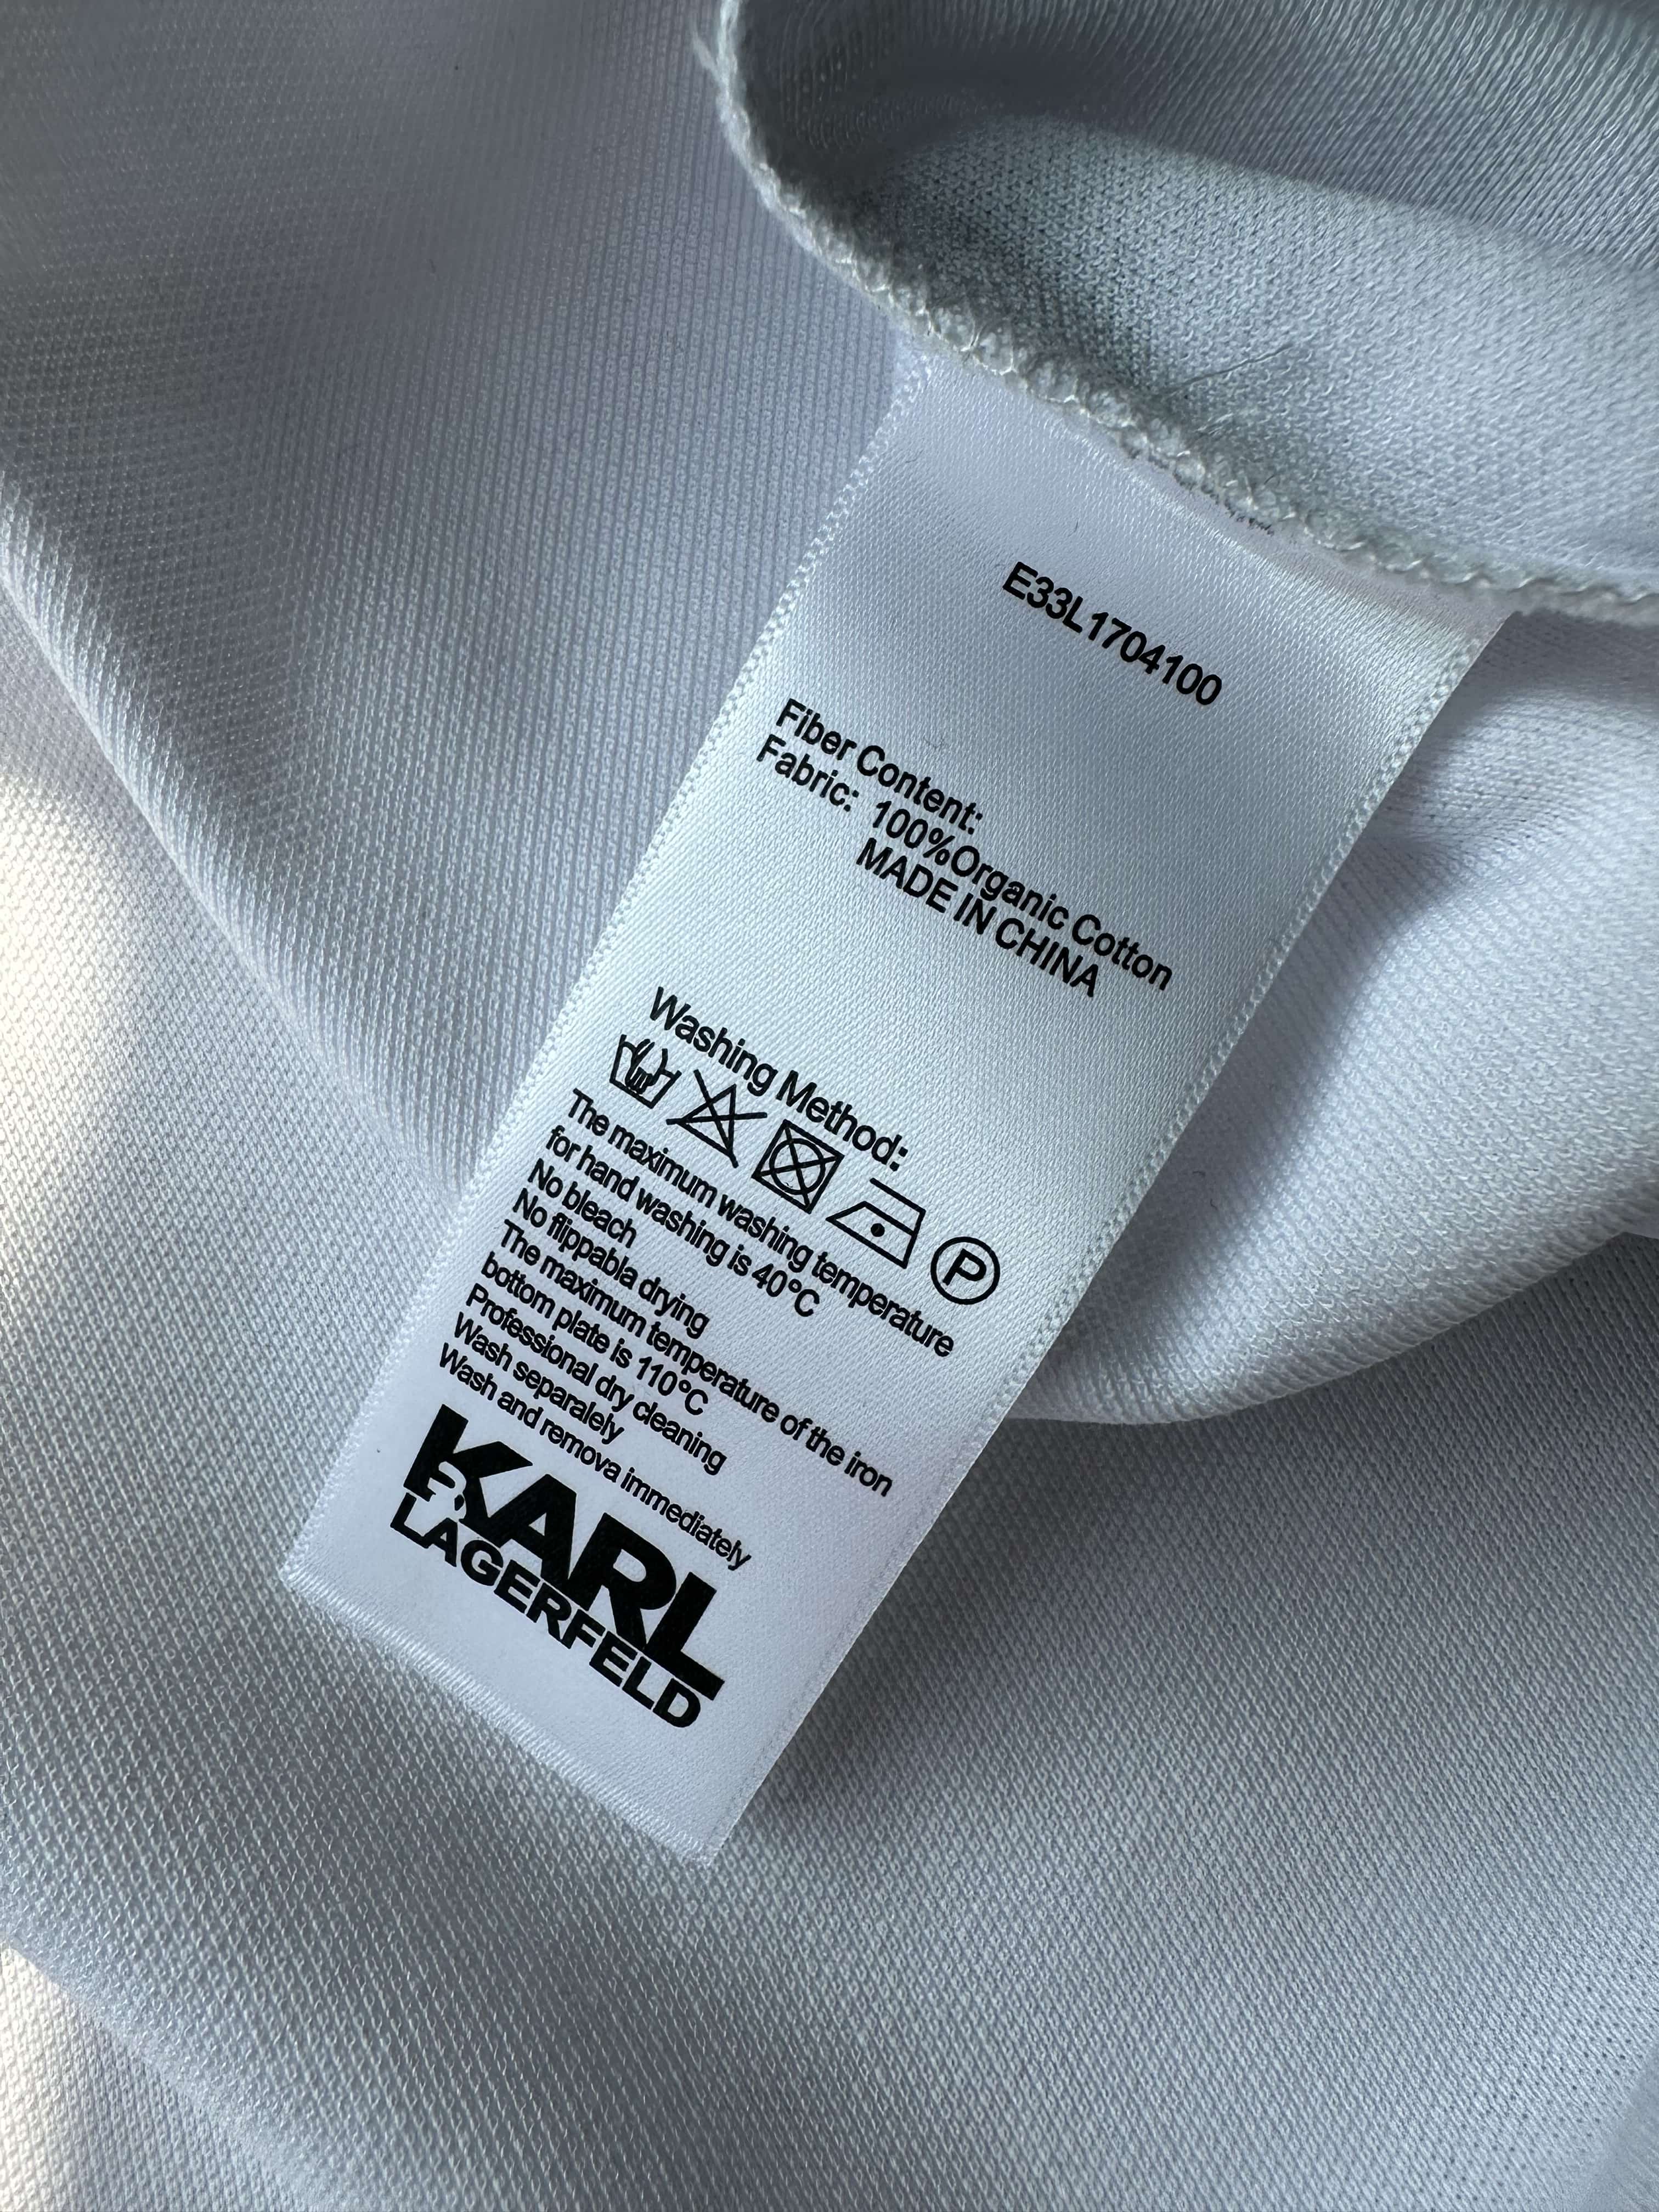 E33L1704100
Fiber Content:
Fabric: 100%Organic Cotton
MADE IN CHINA
Washing Method:
P
The maximum washing temperature
for hand washing is 40°C
No bleach
No flippabla drying
The maximum temperature of the iron
bottom plate is 110°C
Professional dry cleaning
Wash separalely
Wash and remova immediately
KARL
LAGERFELD